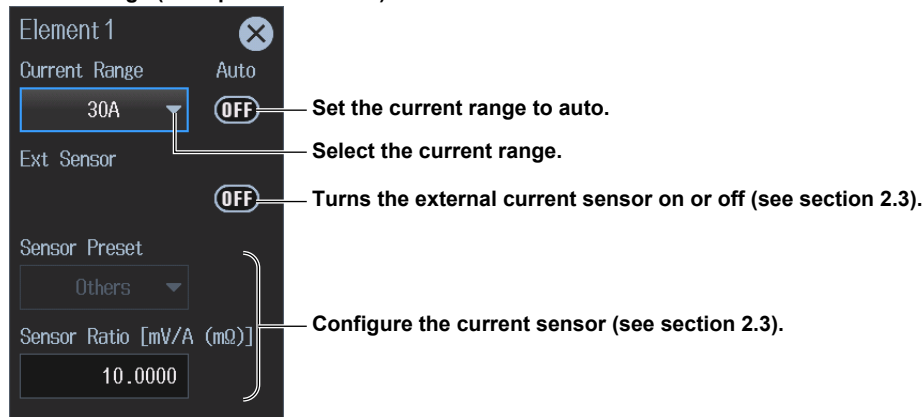 Element 1
Current Range Auto
30A OFF Set the current range to auto.
Select the current range.
Ext Sensor
OFF Turns the external current sensor on or off (see section 2.3).
Sensor Preset
Others
Configure the current sensor (see section 2.3).
Sensor Ratio [mV/A (mΩ)]
10.0000